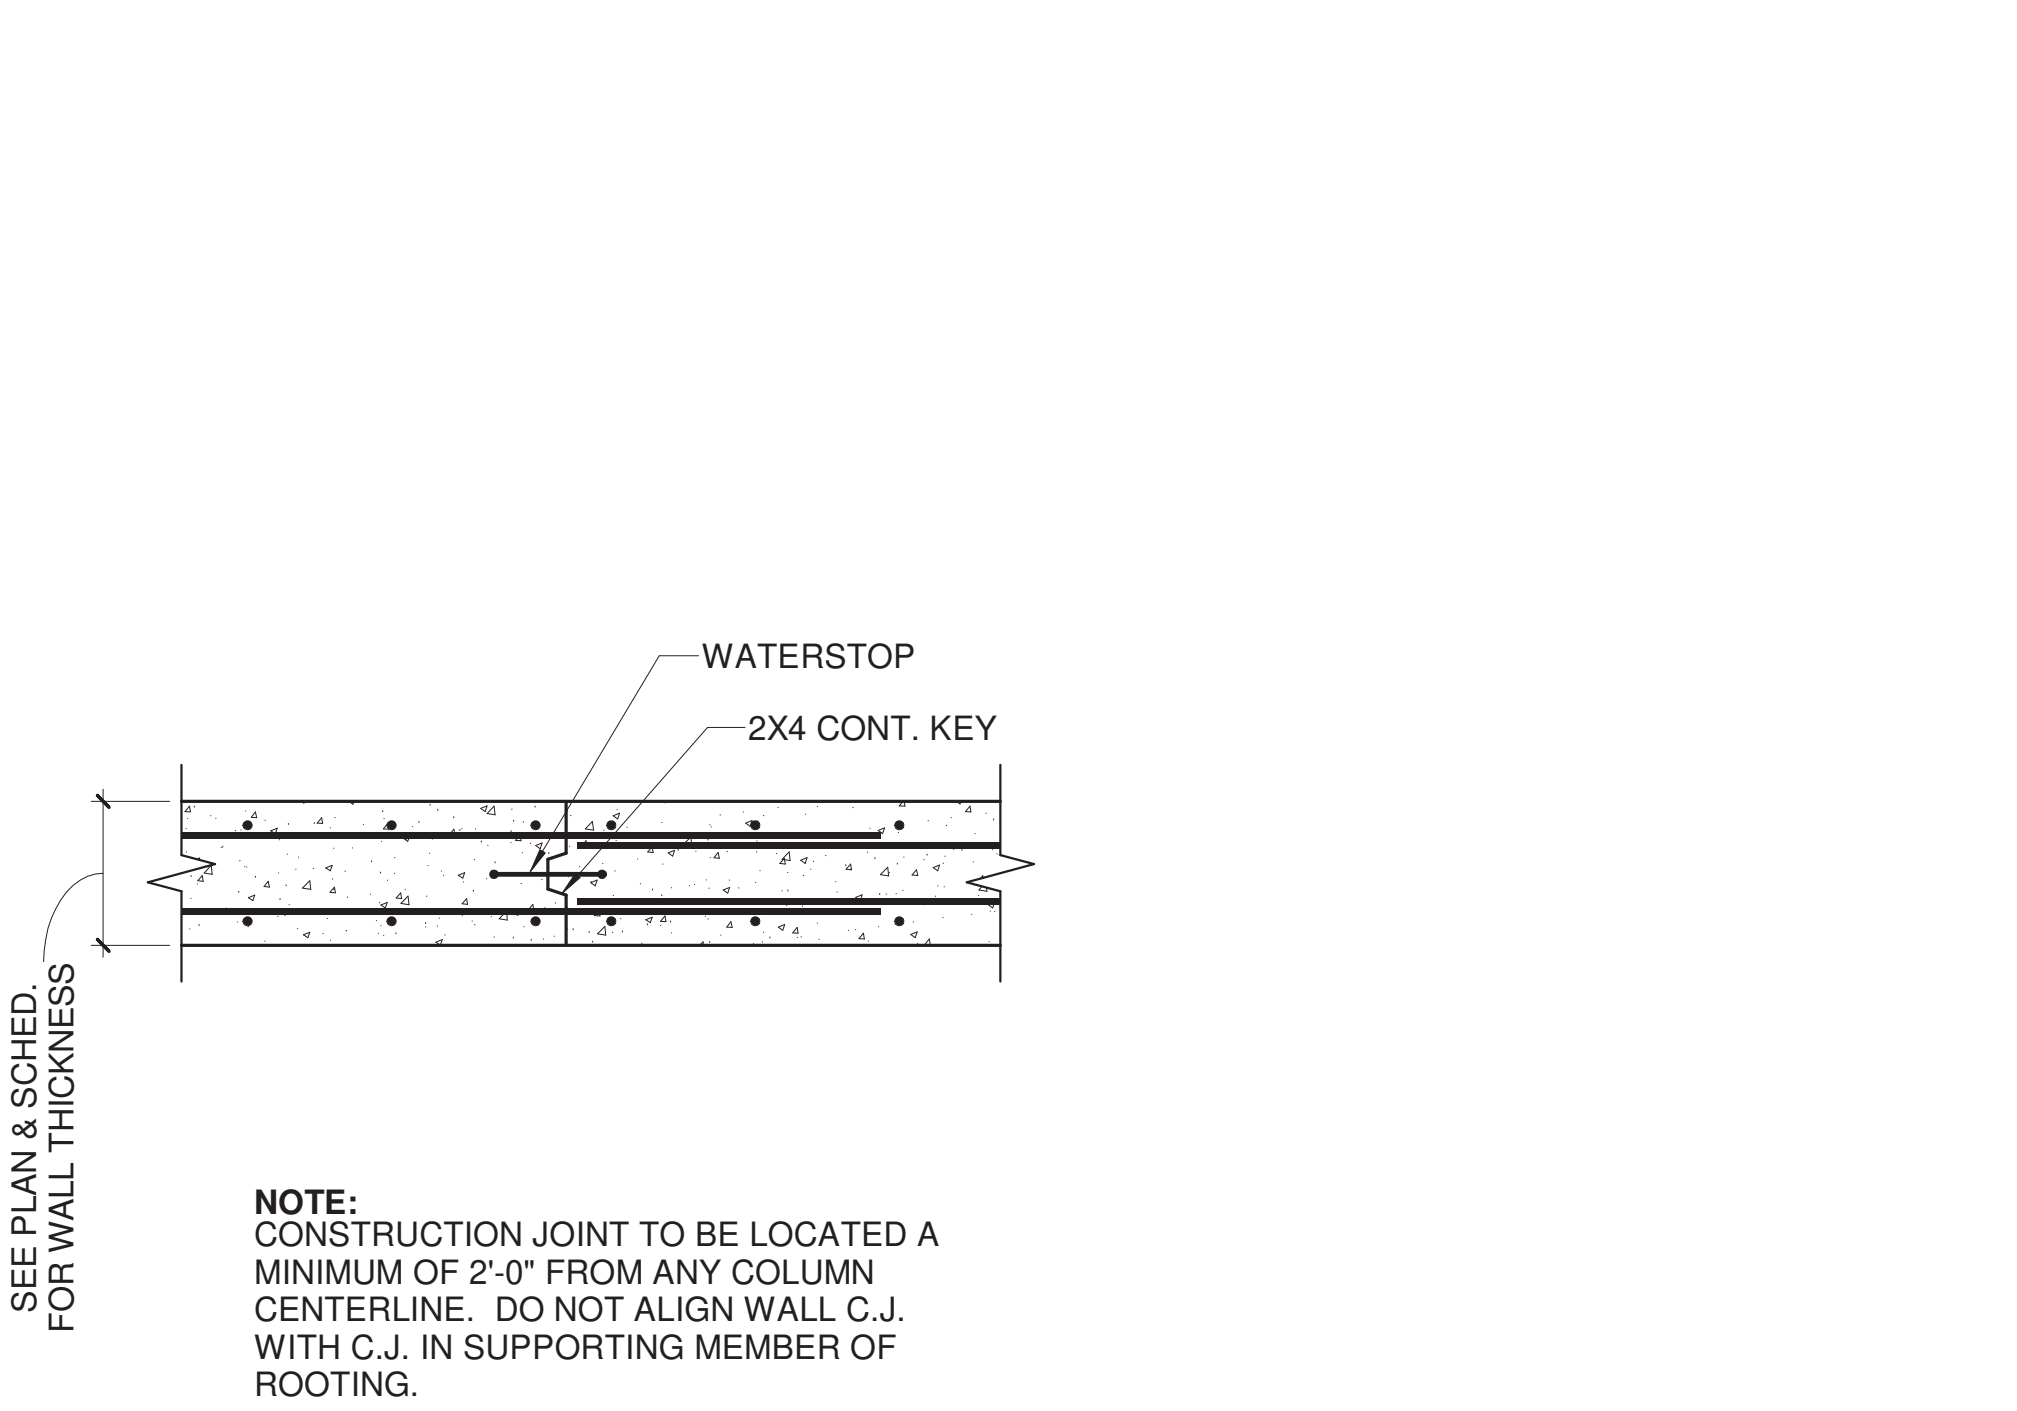 WATERSTOP
2X4 CONT. KEY
SEE PLAN & SCHED.
FOR WALL THICKNESS
NOTE:
CONSTRUCTION JOINT TO BE LOCATED A
MINIMUM OF 2'-0" FROM ANY COLUMN
CENTERLINE.  DO NOT ALIGN WALL C.J.
WITH C.J. IN SUPPORTING MEMBER OF
ROOTING.